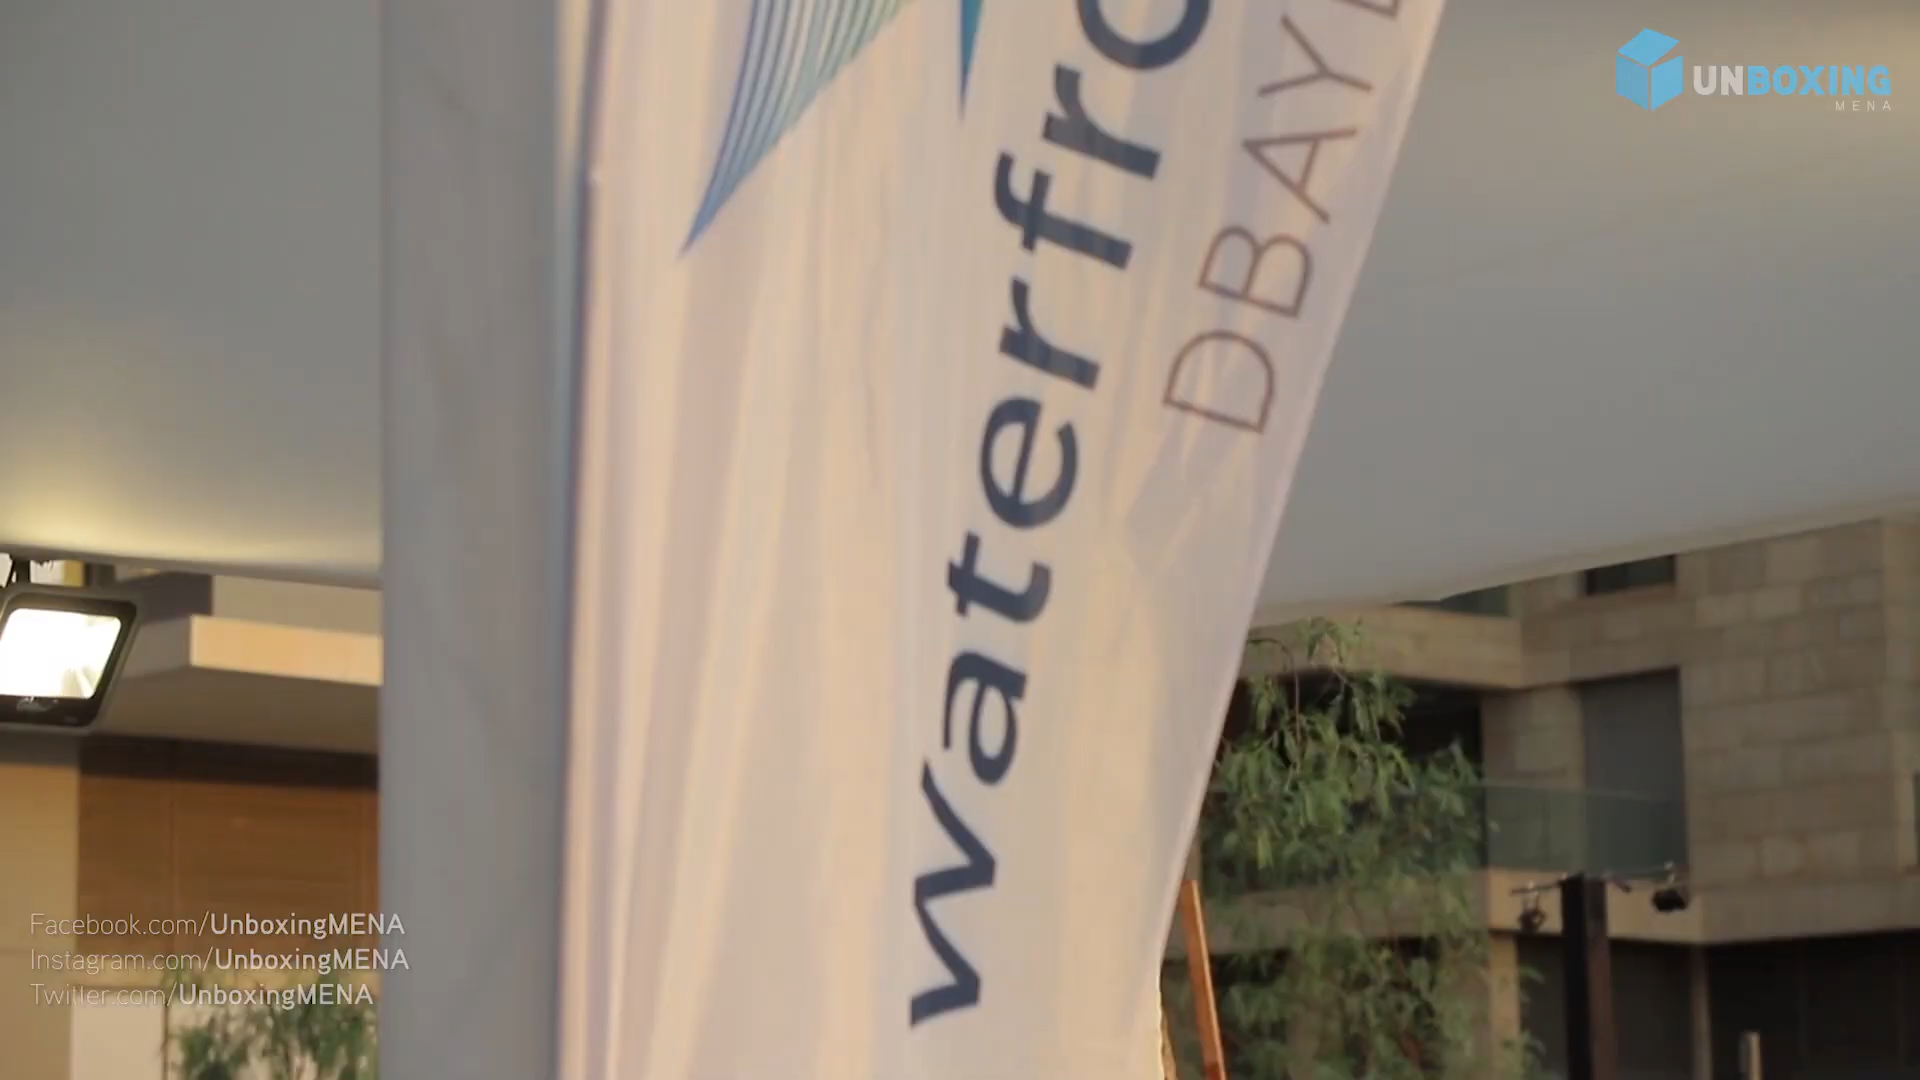 UNBOXING
MENA
waterfro
DBAY
Facebook.com/UnboxingMENA
Instagram.com/UnboxingMENA
Twitter.com/UnboxingMENA